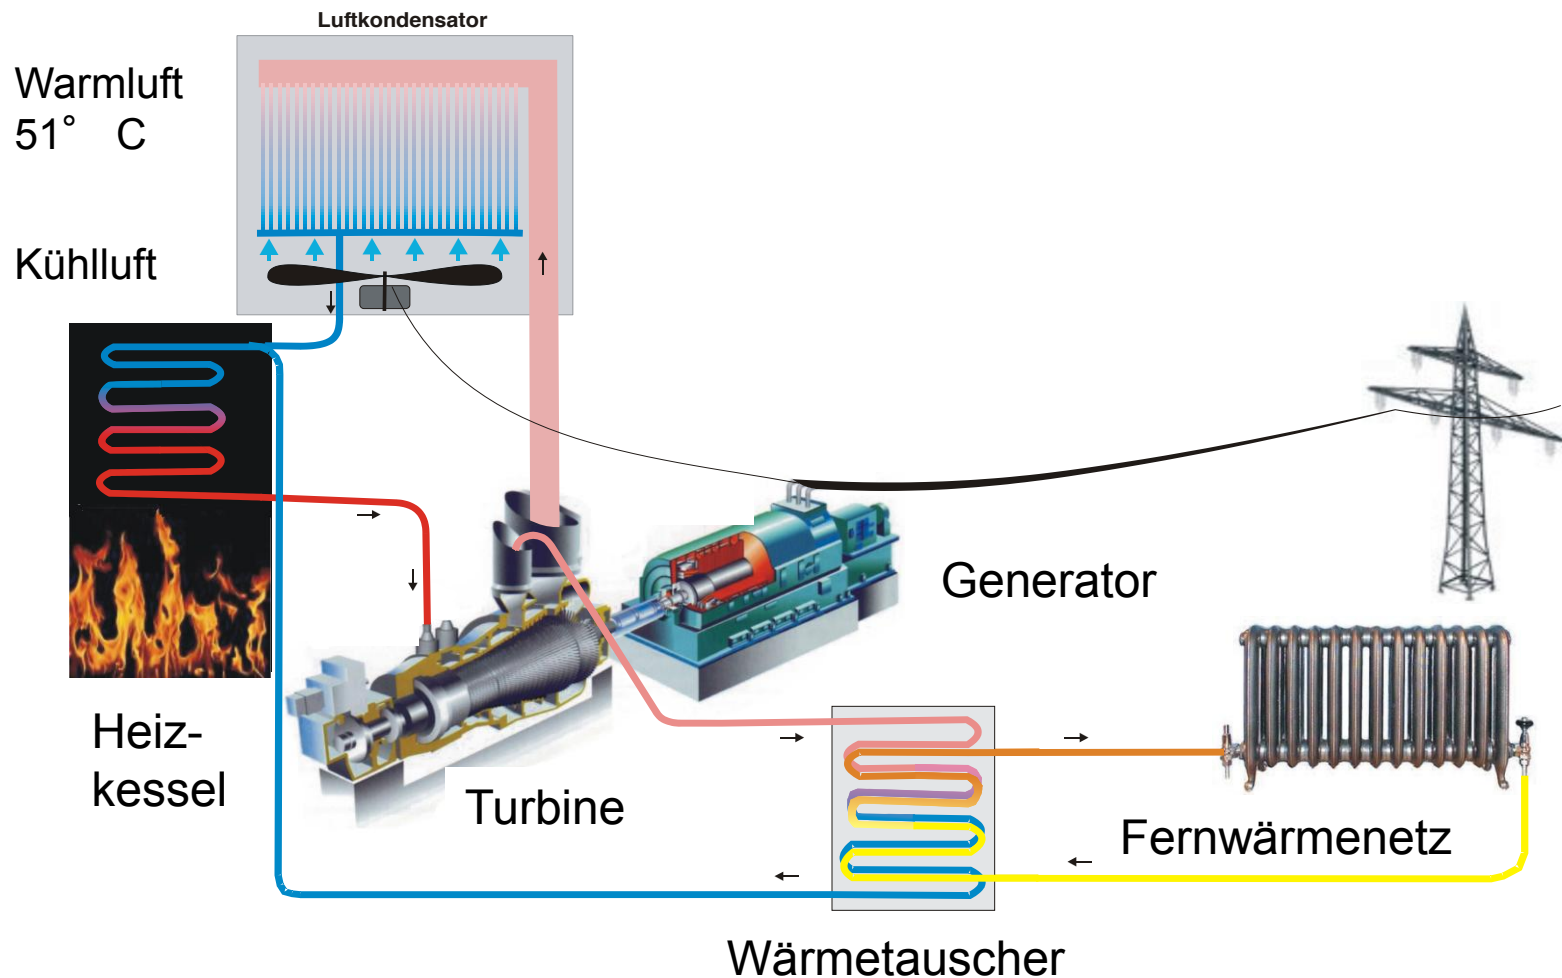 Luftkondensator
Warmluft
51° C
Kühlluft
Generator
Heiz-
kessel
Turbine
Fernwärmenetz
Wärmetauscher